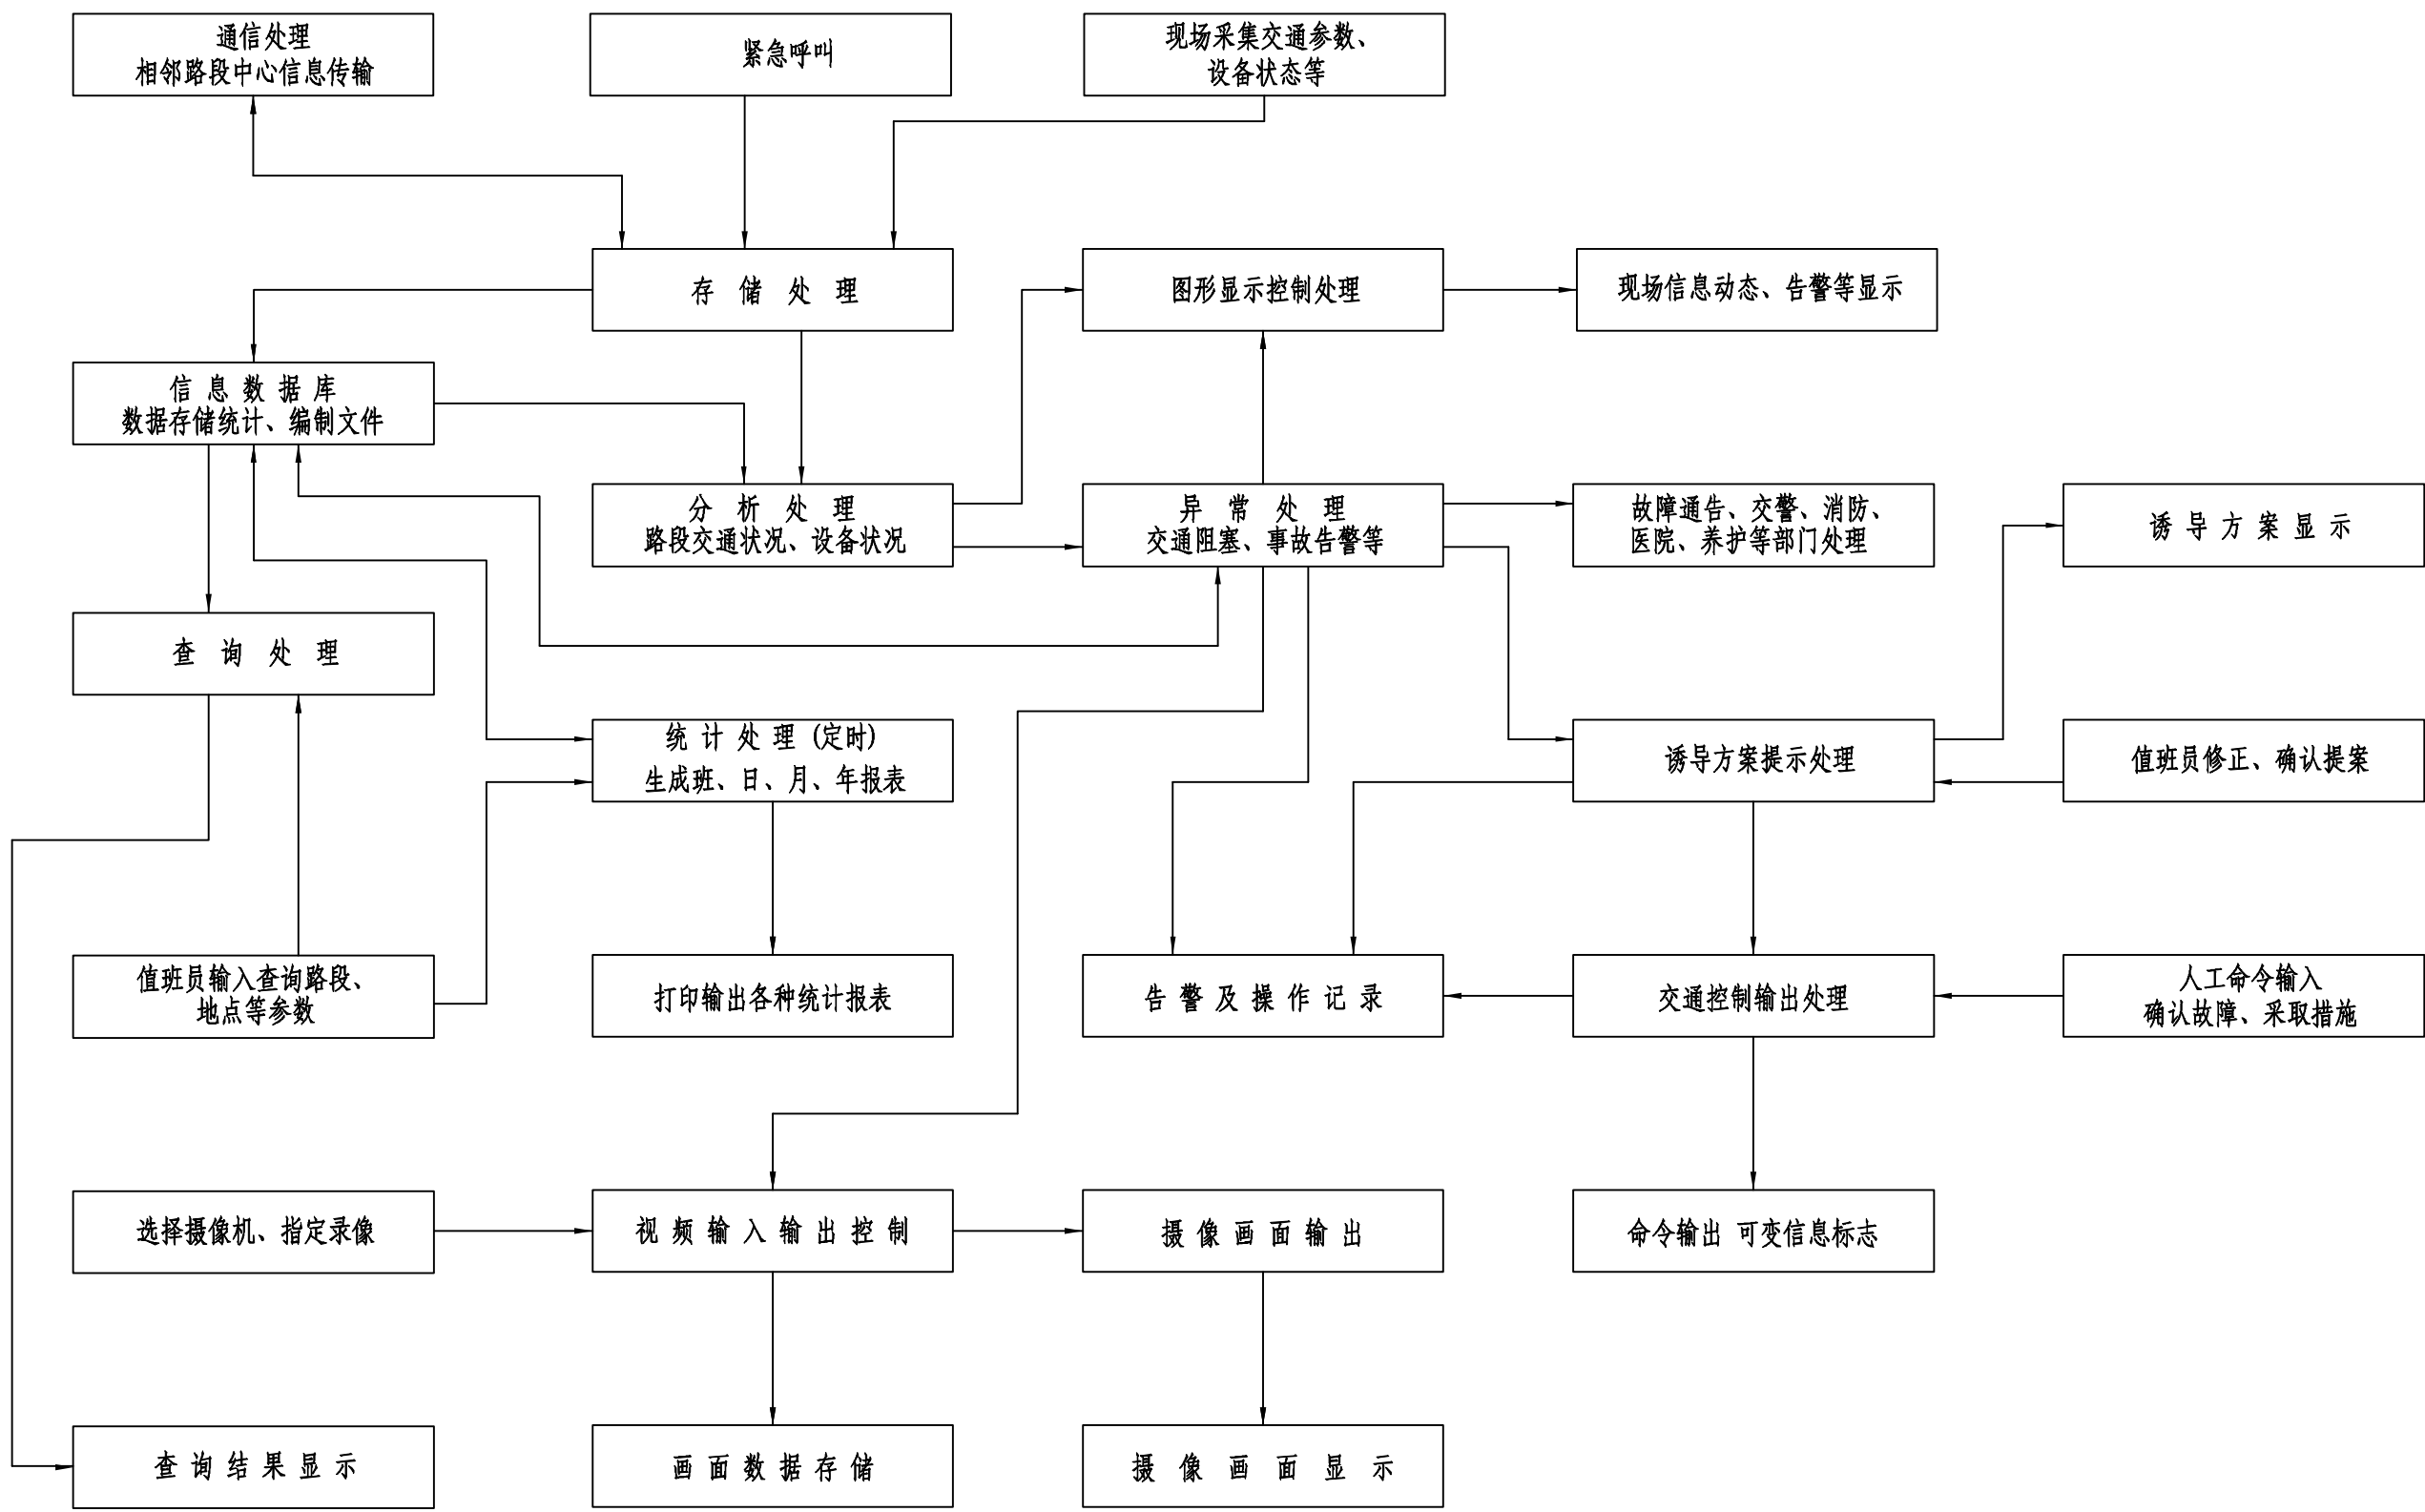 通信处理
相邻路段中心信息传输
紧急呼叫
现场采集交通参数、
设备状态等
存储处理
图形显示控制处理
现场信息动态、告警等显示
信息数据库
数据存储统计、编制文件
分析处理
路段交通状况、设备状况
异常处理
交通阻塞、事故告警等
故障通告、交警、消防、
医院、养护等部门处理
诱导方案显示
查询处理
统计处理(定时)
生成班、日、月、年报表
诱导方案提示处理
值班员修正、确认提案
值班员输入查询路段、
地点等参数
打印输出各种统计报表
告警及操作记录
交通控制输出处理
人工命令输入
确认故障、采取措施
选择摄像机、指定录像
视频输入输出控制
摄像画面输出
命令输出 可变信息标志
查询结果显示
画面数据存储
摄像画面显示